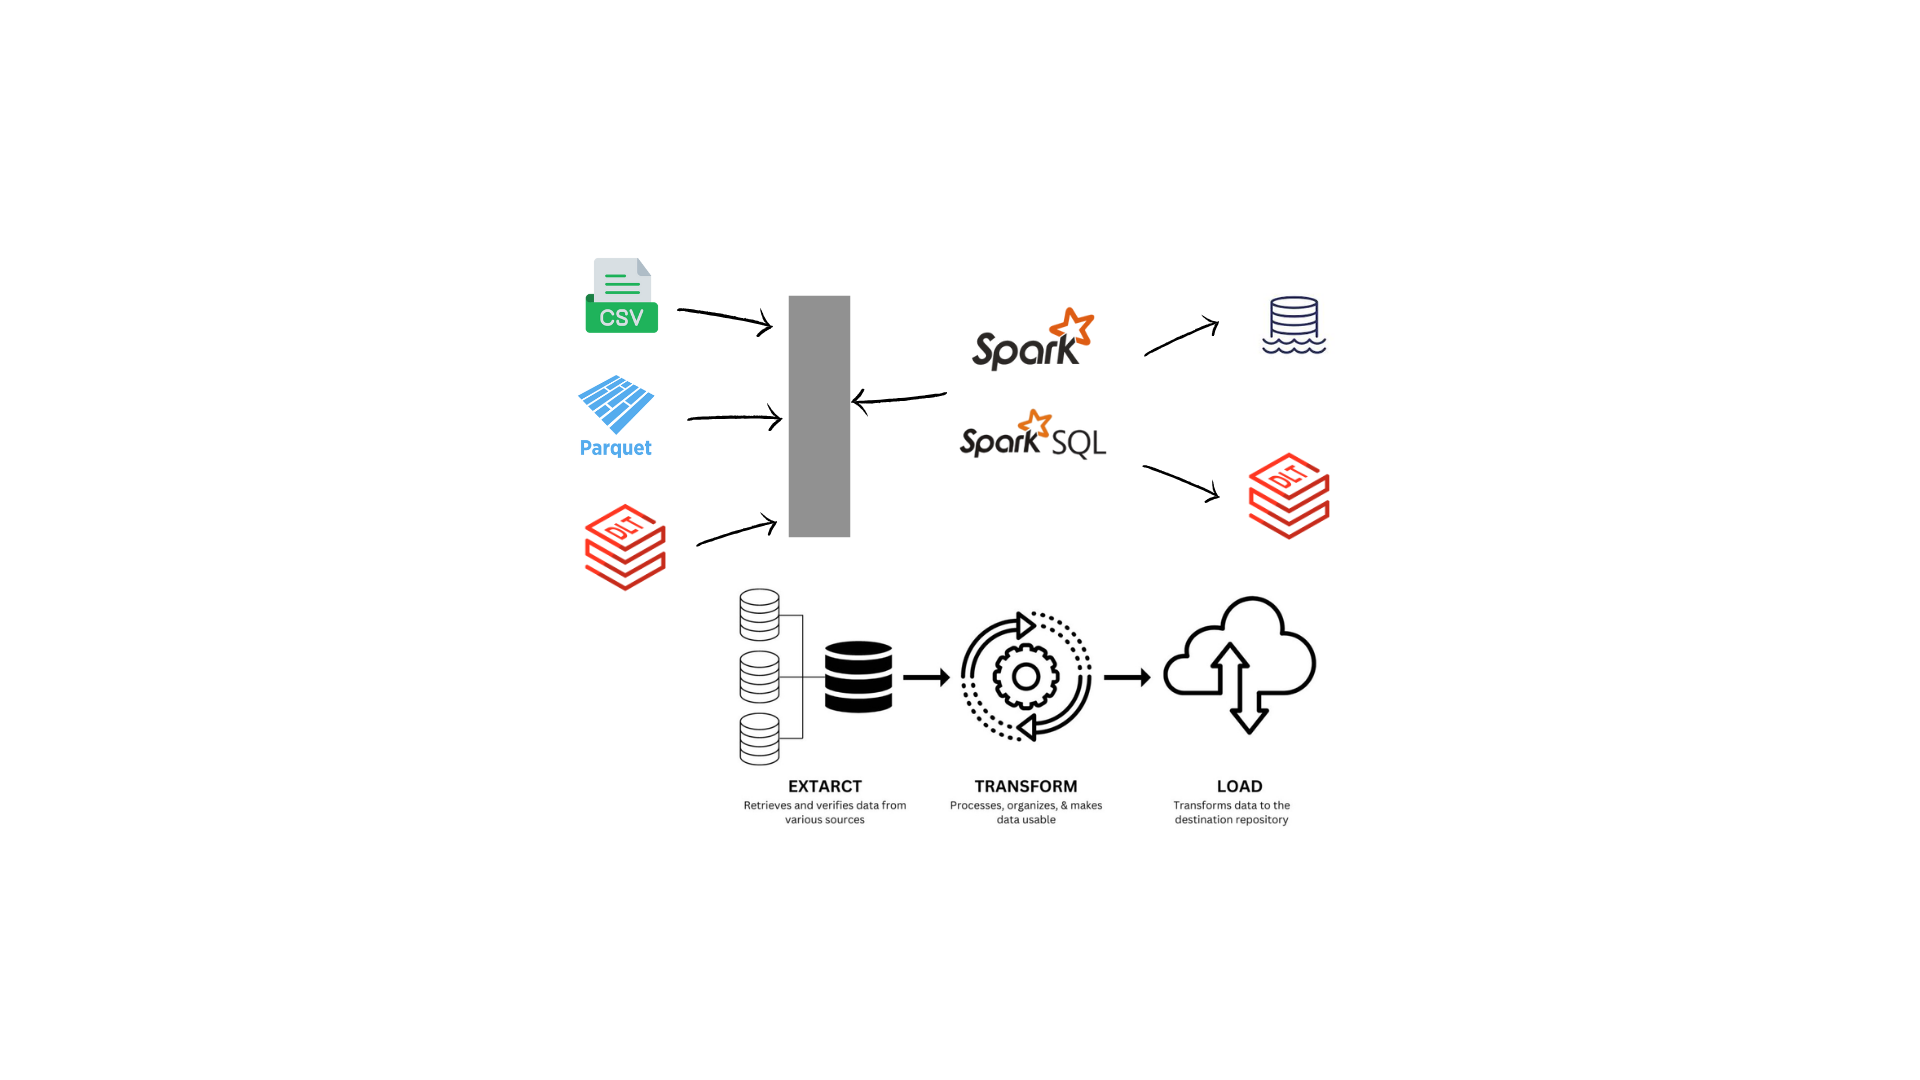 CSV
Spark
Parquet
Spark SQL
DLT
DLT
EXTARCT
Retrieves and verifies data from
various sources
TRANSFORM
Processes, organizes, & makes
data usable
LOAD
Transforms data to the
destination repository